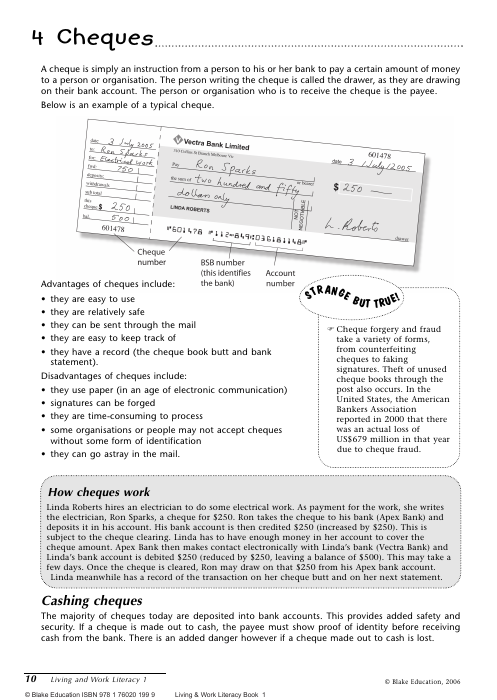 4 Cheques
A cheque is simply an instruction from a person to his or her bank to pay a certain amount of money
to a person or organisation. The person writing the cheque is called the drawer, as they are drawing
on their bank account. The person or organisation who is to receive the cheque is the payee.
Below is an example of a typical cheque.
date 3 July 2005
to: Ron Sparks
for: Electrical work
bal: 750
deposits:
withdrawals
sub total
this cheque $ 250
bal. 500
601478
Vectra Bank Limited
601478
date 3 July 2005
Pay Ron Sparks
the sum of two hundred and fifty or bearer
dollars only
$ 250
NOT NEGOTIABLE
LINDA ROBERTS
L. Roberts
drawer
Cheque
number
BSB number
(this identifies
the bank)
Account
number
Advantages of cheques include:
• they are easy to use
• they are relatively safe
• they can be sent through the mail
• they are easy to keep track of
• they have a record (the cheque book butt and bank
statement).
Disadvantages of cheques include:
• they use paper (in an age of electronic communication)
• signatures can be forged
• they are time-consuming to process
• some organisations or people may not accept cheques
without some form of identification
• they can go astray in the mail.
STRANGE BUT TRUE!
☞ Cheque forgery and fraud
take a variety of forms,
from counterfeiting
cheques to faking
signatures. Theft of unused
cheque books through the
post also occurs. In the
United States, the American
Bankers Association
reported in 2000 that there
was an actual loss of
US$679 million in that year
due to cheque fraud.
How cheques work
Linda Roberts hires an electrician to do some electrical work. As payment for the work, she writes
the electrician, Ron Sparks, a cheque for $250. Ron takes the cheque to his bank (Apex Bank) and
deposits it in his account. His bank account is then credited $250 (increased by $250). This is
subject to the cheque clearing. Linda has to have enough money in her account to cover the
cheque amount. Apex Bank then makes contact electronically with Linda's bank (Vectra Bank) and
Linda's bank account is debited $250 (reduced by $250, leaving a balance of $500). This may take a
few days. Once the cheque is cleared, Ron may draw on that $250 from his Apex bank account.
Linda meanwhile has a record of the transaction on her cheque butt and on her next statement.
Cashing cheques
The majority of cheques today are deposited into bank accounts. This provides added safety and
security. If a cheque is made out to cash, the payee must show proof of identity before receiving
cash from the bank. There is an added danger however if a cheque made out to cash is lost.
10 Living and Work Literacy 1
© Blake Education, 2006
© Blake Education ISBN 978 1 76020 199 9 Living & Work Literacy Book 1